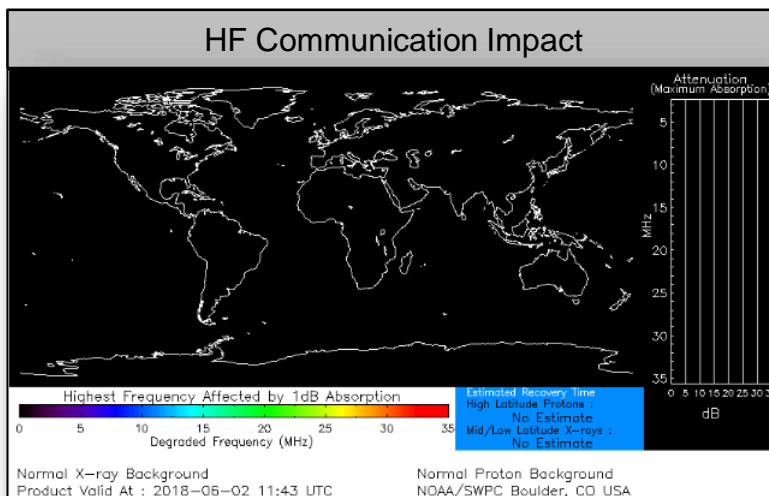 HF Communication Impact
Attenuation
(Maximum Absorption)
5
10
15
20
25
30
35
MHz
0 5 10 15 20 25 30
dB
Highest Frequency Affected by 1dB Absorption
0 5 10 15 20 25 30 35
Degraded Frequency (MHz)
Estimated Recovery Time
High Latitude Protons :
No Estimate
Mid/Low Latitude X-rays :
No Estimate
Normal X-ray Background
Normal Proton Background
Product Valid At : 2018-06-02 11:43 UTC
NOAA/SWPC Boulder, CO USA